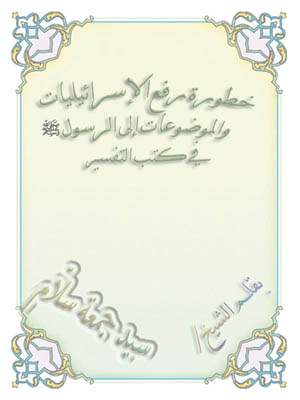 خطورة رفع الإسرائيليات
والموضوعات إلى الرسول ﷺ
في كتب التفسير
بقلم الشيخ /
سيد جمعة سلام